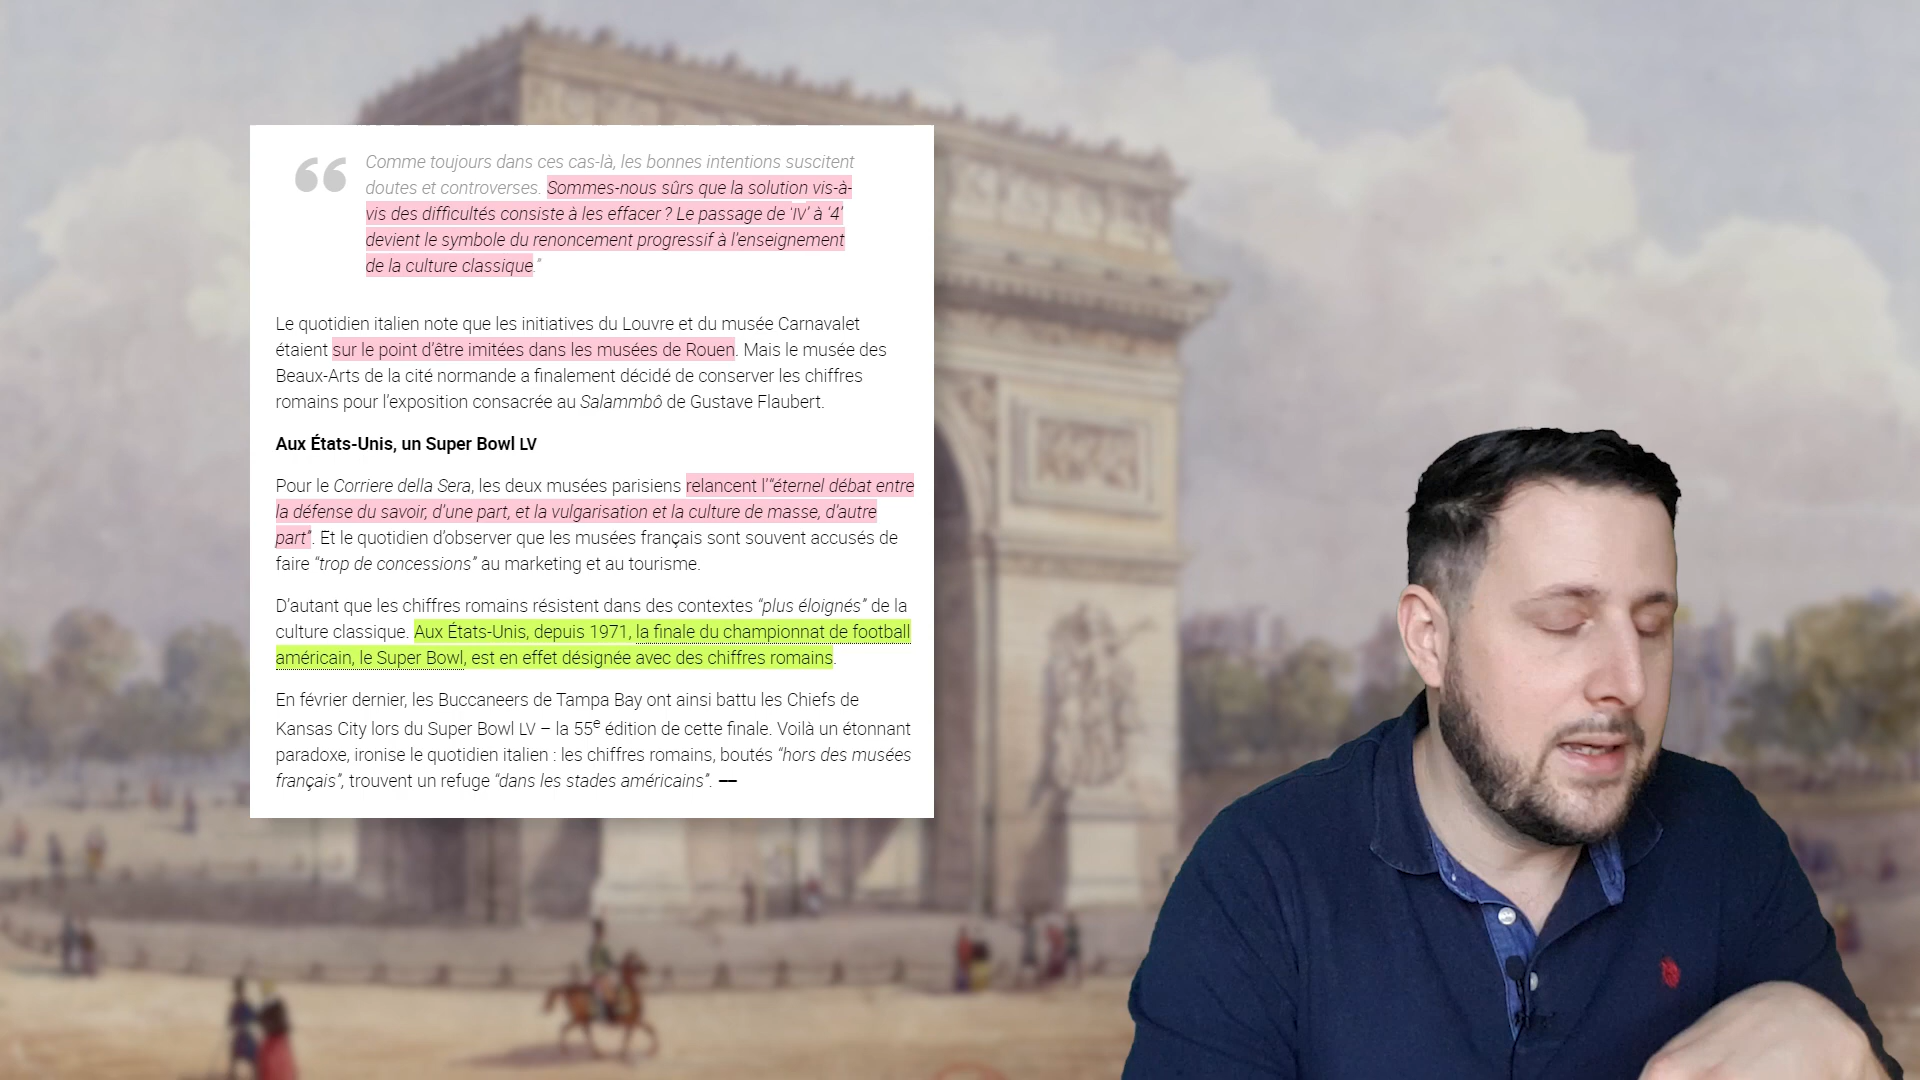 “
Comme toujours dans ces cas-là, les bonnes intentions suscitent
doutes et controverses. Sommes-nous sûrs que la solution vis-à-
vis des difficultés consiste à les effacer ? Le passage de ‘IV’ à ‘4’
devient le symbole du renoncement progressif à l’enseignement
de la culture classique.”
Le quotidien italien note que les initiatives du Louvre et du musée Carnavalet
étaient sur le point d’être imitées dans les musées de Rouen. Mais le musée des
Beaux-Arts de la cité normande a finalement décidé de conserver les chiffres
romains pour l’exposition consacrée au Salammbô de Gustave Flaubert.
Aux États-Unis, un Super Bowl LV
Pour le Corriere della Sera, les deux musées parisiens relancent l’“éternel débat entre
la défense du savoir, d’une part, et la vulgarisation et la culture de masse, d’autre
part”. Et le quotidien d’observer que les musées français sont souvent accusés de
faire “trop de concessions” au marketing et au tourisme.
D’autant que les chiffres romains résistent dans des contextes “plus éloignés” de la
culture classique. Aux États-Unis, depuis 1971, la finale du championnat de football
américain, le Super Bowl, est en effet désignée avec des chiffres romains.
En février dernier, les Buccaneers de Tampa Bay ont ainsi battu les Chiefs de
Kansas City lors du Super Bowl LV – la 55e édition de cette finale. Voilà un étonnant
paradoxe, ironise le quotidien italien : les chiffres romains, boutés “hors des musées
français”, trouvent un refuge “dans les stades américains”. —